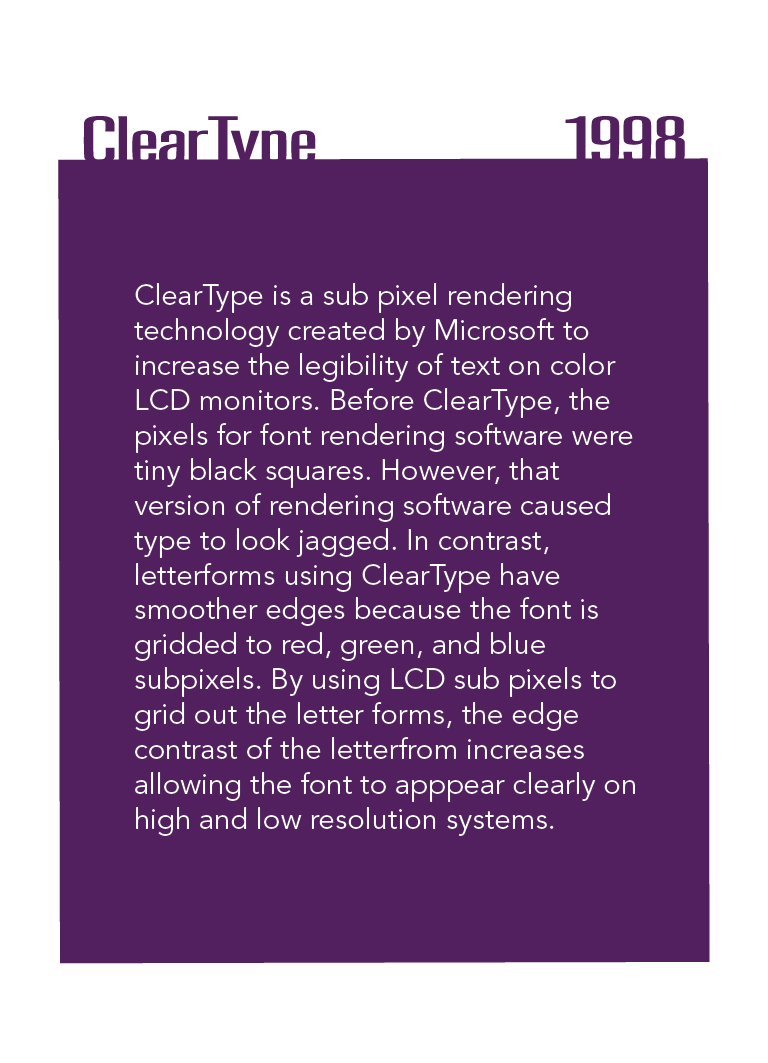 ClearType 1998
ClearType is a sub pixel rendering
technology created by Microsoft to
increase the legibility of text on color
LCD monitors. Before ClearType, the
pixels for font rendering software were
tiny black squares. However, that
version of rendering software caused
type to look jagged. In contrast,
letterforms using ClearType have
smoother edges because the font is
gridded to red, green, and blue
subpixels. By using LCD sub pixels to
grid out the letter forms, the edge
contrast of the letterfrom increases
allowing the font to apppear clearly on
high and low resolution systems.